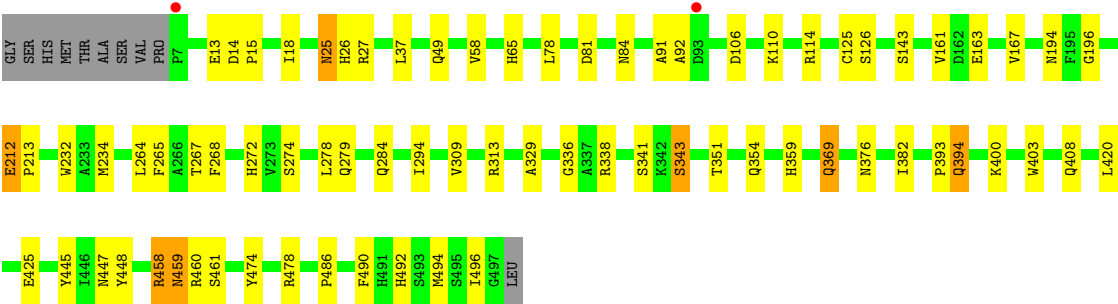 GLY SER HIS MET THR ALA SER VAL PRO P7 E13 D14 P15 I18 N25 H26 R27 L37 Q49 V58 H65 L78 D81 N84 A91 A92 D93 D106 K110 R114 C125 S126 S143 V161 D162 E163 V167 N194 F195 G196
E212 P213 W232 A233 M234 L264 F265 A266 T267 F268 H272 V273 S274 L278 Q279 Q284 I294 V309 R313 A329 G336 A337 R338 S341 K342 S343 T351 Q354 H359 Q369 N376 I382 P393 Q394 K400 W403 Q408 L420
E425 Y445 I446 N447 Y448 R458 N459 R460 S461 Y474 R478 P486 F490 H491 H492 S493 M494 S495 I496 G497 LEU